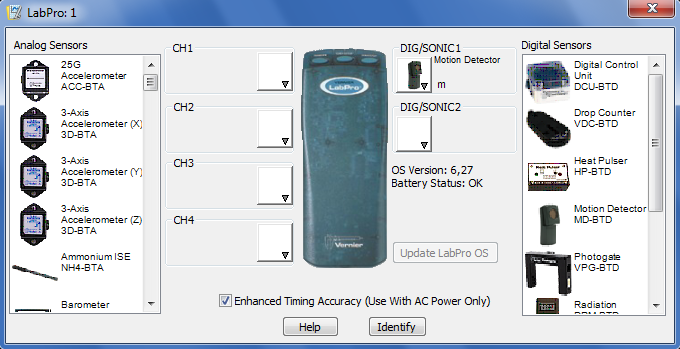 LabPro: 1
Analog Sensors
25G
Accelerometer
ACC-BTA
3-Axis
Accelerometer (X)
3D-BTA
3-Axis
Accelerometer (Y)
3D-BTA
3-Axis
Accelerometer (Z)
3D-BTA
Ammonium ISE
NH4-BTA
Barometer
CH1
CH2
CH3
CH4
LabPro
Vernier
DIG/SONIC1
Motion Detector
m
DIG/SONIC2
OS Version: 6,27
Battery Status: OK
Update LabPro OS
Digital Sensors
Digital Control
Unit
DCU-BTD
Drop Counter
VDC-BTD
Heat Pulser
HP-BTD
Motion Detector
MD-BTD
Photogate
VPG-BTD
Radiation
Enhanced Timing Accuracy (Use With AC Power Only)
Help
Identify